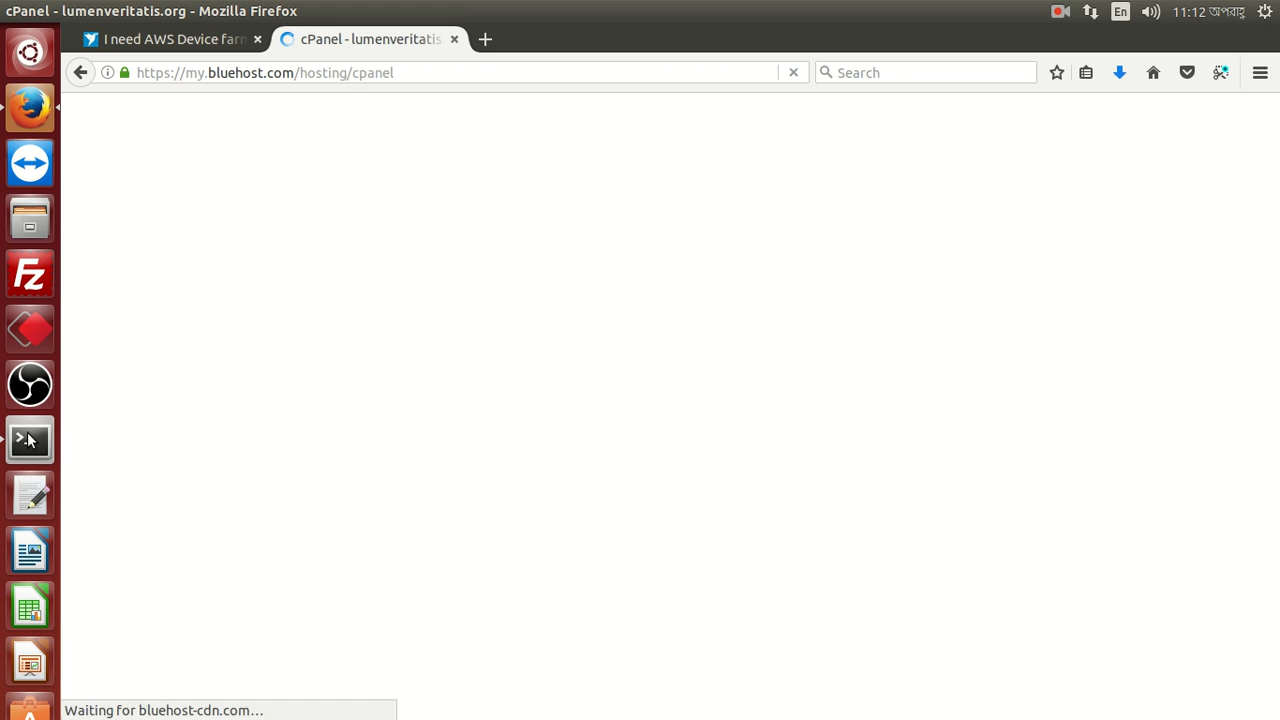 cPanel - lumenveritatis.org - Mozilla Firefox
En
11:12 অপরাহ্ণ
I need AWS Device farm
cPanel - lumenveritatis.
https://my.bluehost.com/hosting/cpanel
Search
Fz
Waiting for bluehost-cdn.com…